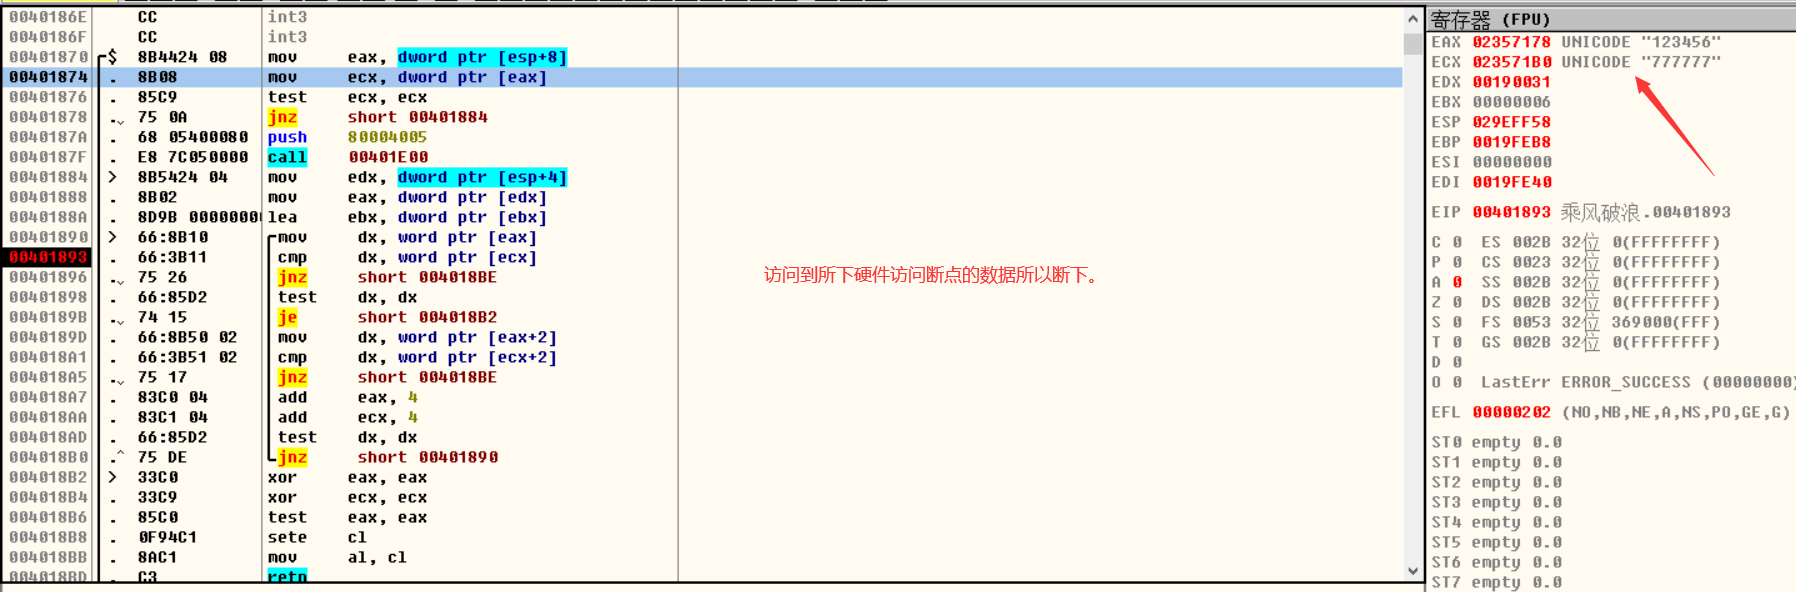 0040186E CC int3
0040186F CC int3
00401870 $ 8B4424 08 mov eax, dword ptr [esp+8]
00401874 . 8B08 mov ecx, dword ptr [eax]
00401876 . 85C9 test ecx, ecx
00401878 . 75 0A jnz short 00401884
0040187A . 68 05400080 push 80004005
0040187F . E8 7C050000 call 00401E00
00401884 > 8B5424 04 mov edx, dword ptr [esp+4]
00401888 . 8B02 mov eax, dword ptr [edx]
0040188A . 8D9B 0000000 lea ebx, dword ptr [ebx]
00401890 > 66:8B10 mov dx, word ptr [eax]
00401893 . 66:3B11 cmp dx, word ptr [ecx]
00401896 . 75 26 jnz short 004018BE
00401898 . 66:85D2 test dx, dx
0040189B . 74 15 je short 004018B2
0040189D . 66:8B50 02 mov dx, word ptr [eax+2]
004018A1 . 66:3B51 02 cmp dx, word ptr [ecx+2]
004018A5 . 75 17 jnz short 004018BE
004018A7 . 83C0 04 add eax, 4
004018AA . 83C1 04 add ecx, 4
004018AD . 66:85D2 test dx, dx
004018B0 .^ 75 DE jnz short 00401890
004018B2 > 33C0 xor eax, eax
004018B4 . 33C9 xor ecx, ecx
004018B6 . 85C0 test eax, eax
004018B8 . 0F94C1 sete cl
004018BB . 8AC1 mov al, cl
004018BD . C3 retn
访问到所下硬件访问断点的数据所以断下。
寄存器 (FPU)
EAX 02357178 UNICODE "123456"
ECX 023571B0 UNICODE "777777"
EDX 00190031
EBX 00000006
ESP 029EFF58
EBP 0019FEB8
ESI 00000000
EDI 0019FE40
EIP 00401893 乘风破浪.00401893
C 0 ES 002B 32位 0(FFFFFFFF)
P 0 CS 0023 32位 0(FFFFFFFF)
A 0 SS 002B 32位 0(FFFFFFFF)
Z 0 DS 002B 32位 0(FFFFFFFF)
S 0 FS 0053 32位 369000(FFF)
T 0 GS 002B 32位 0(FFFFFFFF)
D 0
O 0 LastErr ERROR_SUCCESS (00000000)
EFL 00000202 (NO,NB,NE,A,NS,PO,GE,G)
ST0 empty 0.0
ST1 empty 0.0
ST2 empty 0.0
ST3 empty 0.0
ST4 empty 0.0
ST5 empty 0.0
ST6 empty 0.0
ST7 empty 0.0